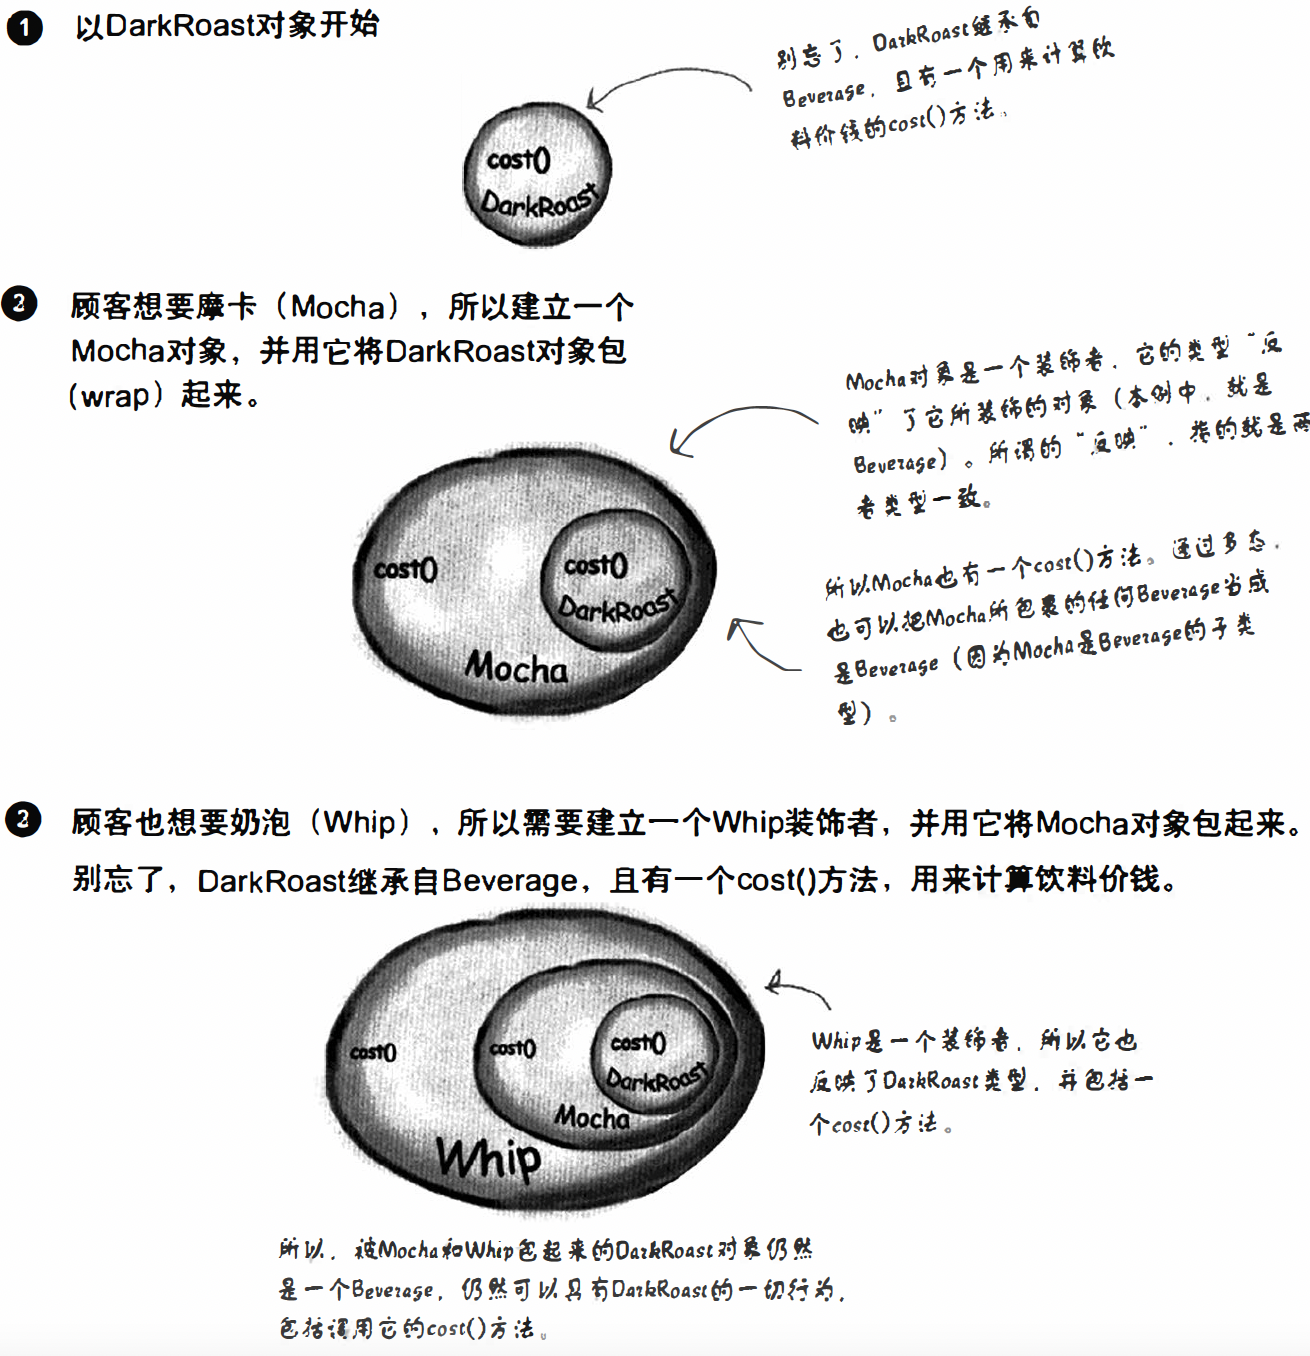 1 以DarkRoast对象开始
别忘了，DarkRoast继承自
Beverage，且有一个用来计算饮
料价钱的cost()方法。
cost()
DarkRoast
2 顾客想要摩卡（Mocha），所以建立一个
Mocha对象，并用它将DarkRoast对象包
(wrap）起来。
Mocha对象是一个装饰者，它的类型“反
映”了它所装饰的对象（本例中，就是
Beverage）。所谓的“反映”，指的就是两
者类型一致。
cost()
cost()
DarkRoast
Mocha
所以Mocha也有一个cost()方法。通过多态，
也可以把Mocha所包裹的任何Beverage当成
是Beverage（因为Mocha是Beverage的子类
型）。
2 顾客也想要奶泡（Whip），所以需要建立一个Whip装饰者，并用它将Mocha对象包起来。
别忘了，DarkRoast继承自Beverage，且有一个cost()方法，用来计算饮料价钱。
cost()
cost()
cost()
DarkRoast
Mocha
Whip
Whip是一个装饰者，所以它也
反映了DarkRoast类型，并包括一
个cost()方法。
所以，被Mocha和Whip包起来的DarkRoast对象仍然
是一个Beverage，仍然可以具有DarkRoast的一切行为，
包括调用它的cost()方法。